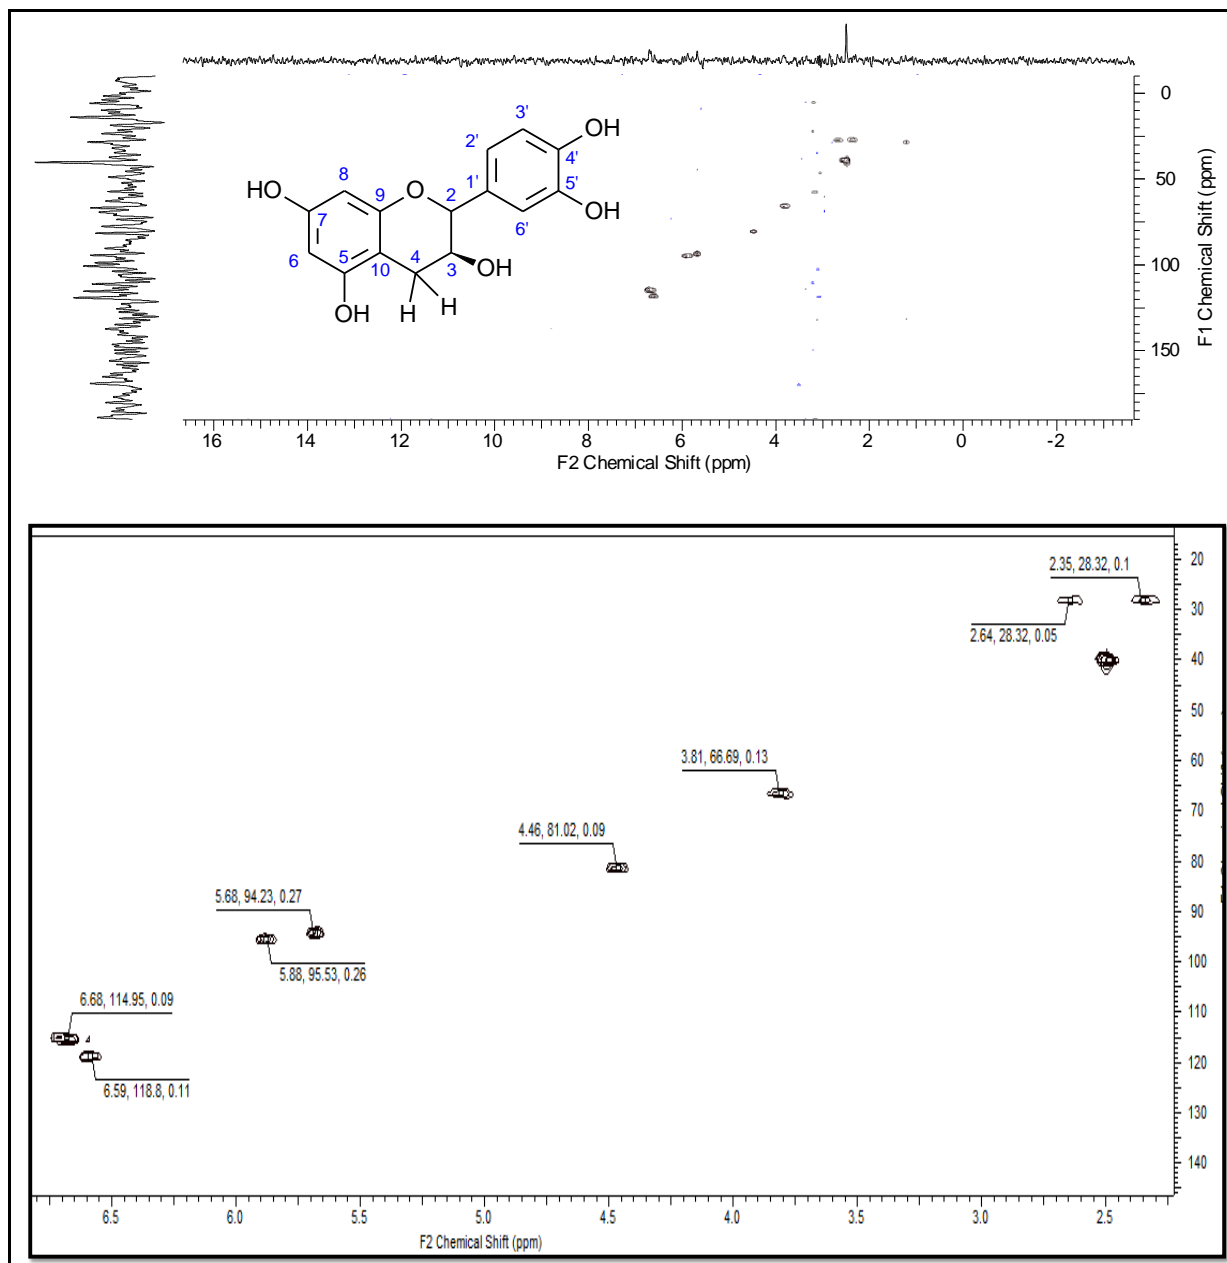 3'
OH
2'
4'
8
O
2
1'
5'
HO
9
OH
7
6'
6
5
10
4
3
OH
OH
H
H
0
50
100
150
F1 Chemical Shift (ppm)
16 14 12 10 8 6 4 2 0 -2
F2 Chemical Shift (ppm)
2.35, 28.32, 0.1
2.64, 28.32, 0.05
3.81, 66.69, 0.13
4.46, 81.02, 0.09
5.68, 94.23, 0.27
5.88, 95.53, 0.26
6.68, 114.95, 0.09
6.59, 118.8, 0.11
20
30
40
50
60
70
80
90
100
110
120
130
140
6.5 6.0 5.5 5.0 4.5 4.0 3.5 3.0 2.5
F2 Chemical Shift (ppm)